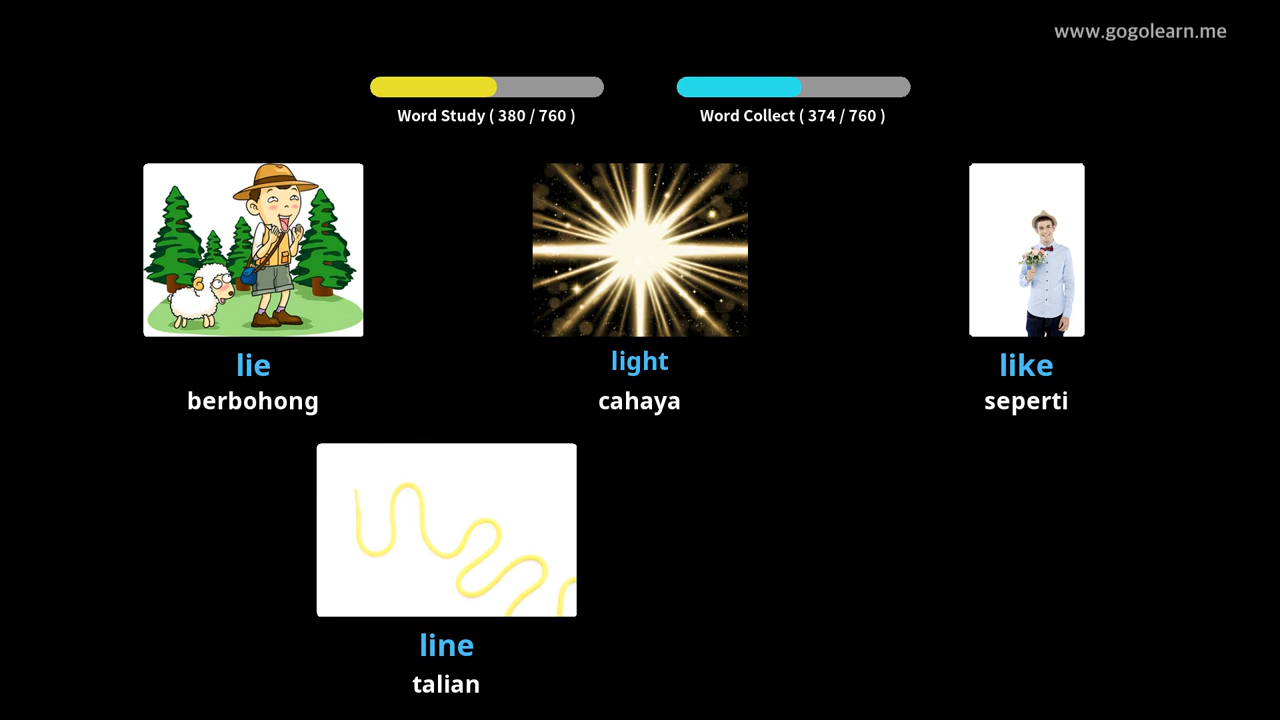 www.gogolearn.me
Word Study ( 380 / 760 )
Word Collect ( 374 / 760 )
lie
berbohong
light
cahaya
like
seperti
line
talian